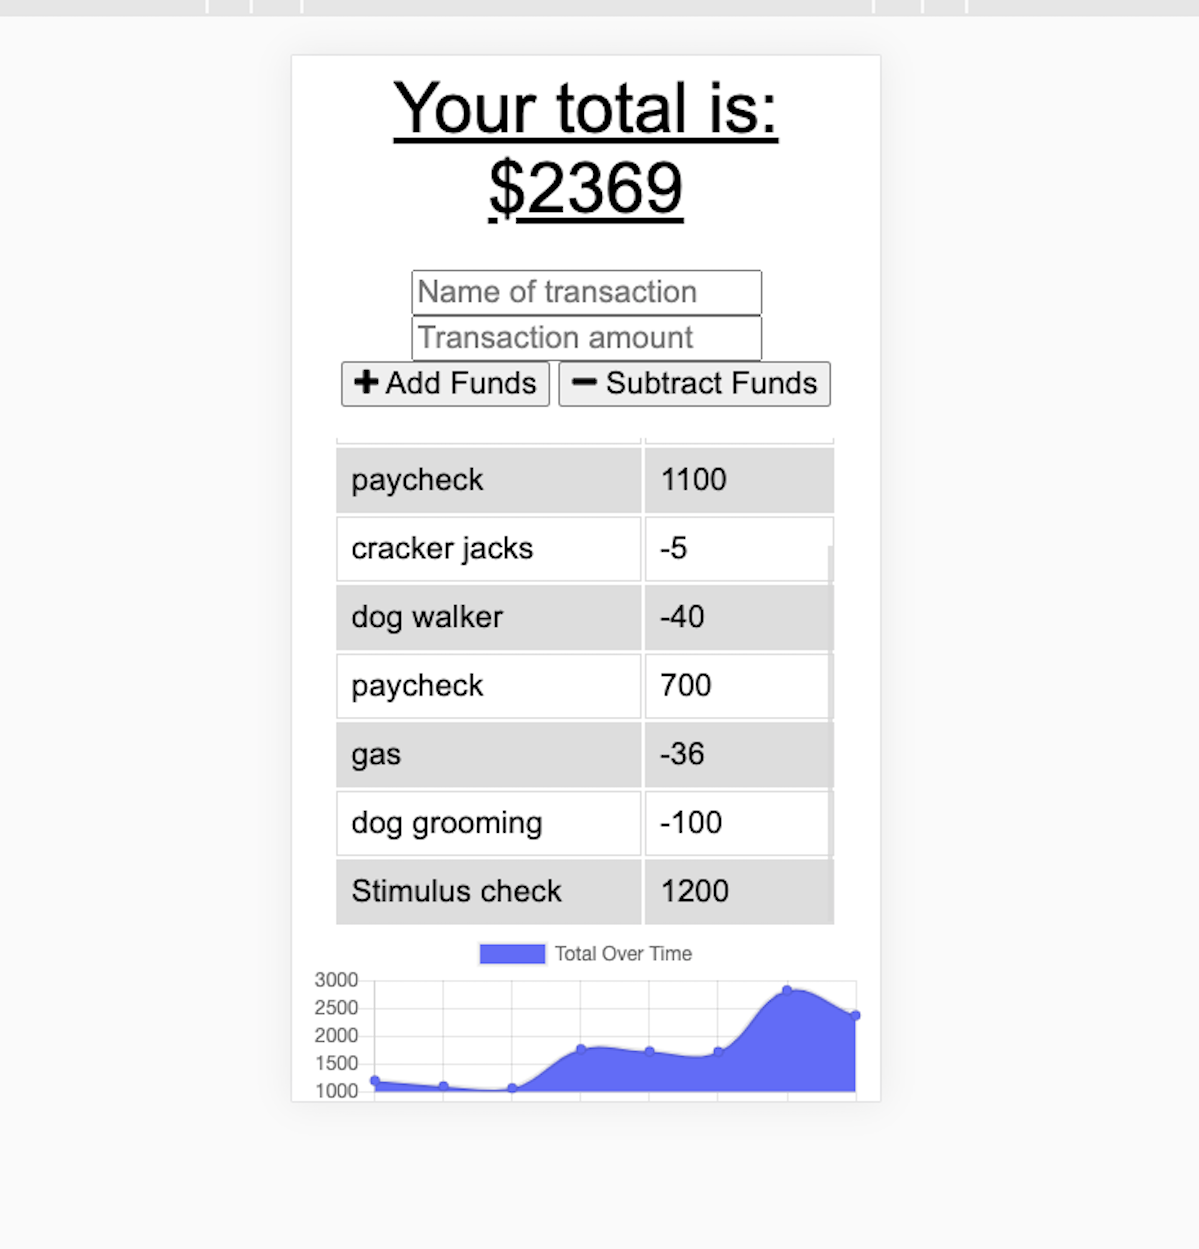 Your total is:
$2369
Name of transaction
Transaction amount
+ Add Funds − Subtract Funds
paycheck 1100
cracker jacks -5
dog walker -40
paycheck 700
gas -36
dog grooming -100
Stimulus check 1200
Total Over Time
3000
2500
2000
1500
1000